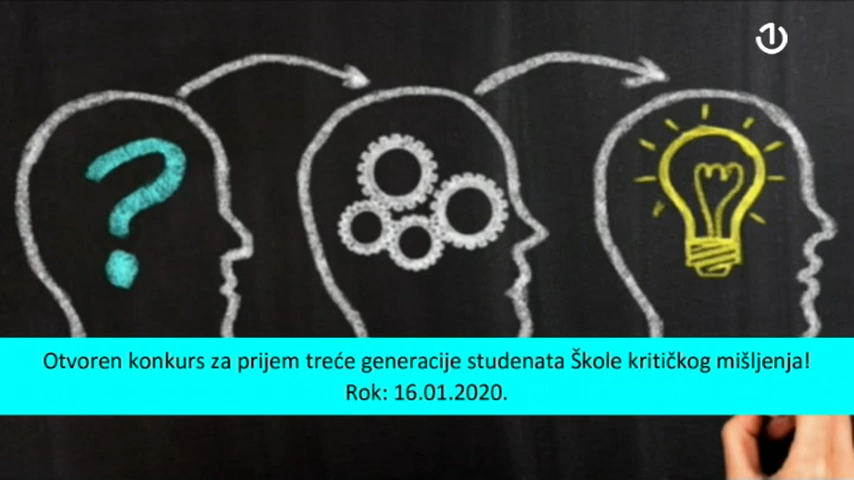 Otvoren konkurs za prijem treće generacije studenata Škole kritičkog mišljenja!
Rok: 16.01.2020.